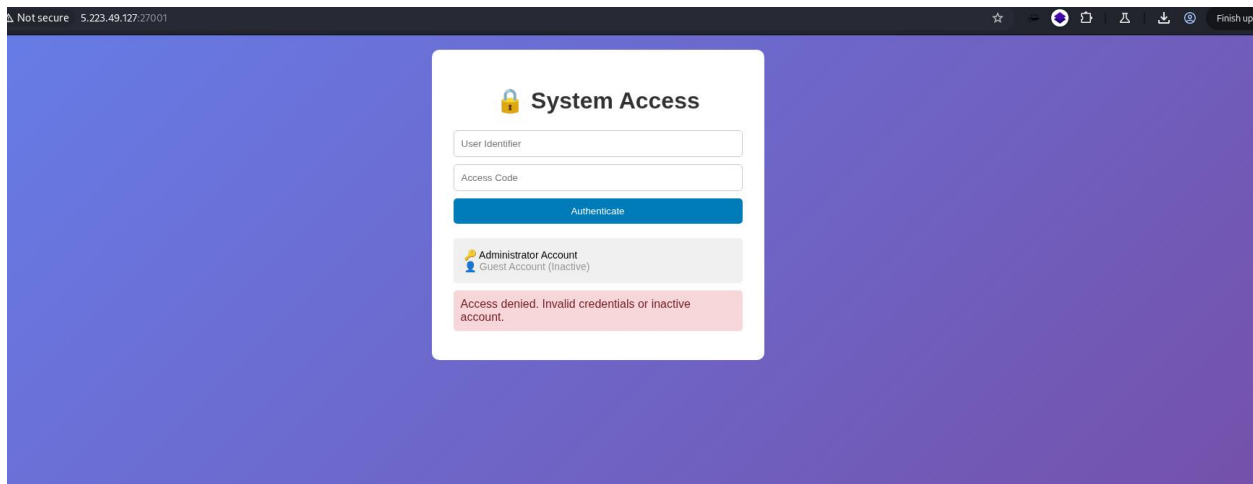 Not secure 5.223.49.127:27001
Finish up
🔒 System Access
User Identifier
Access Code
Authenticate
🔑 Administrator Account
👤 Guest Account (Inactive)
Access denied. Invalid credentials or inactive
account.